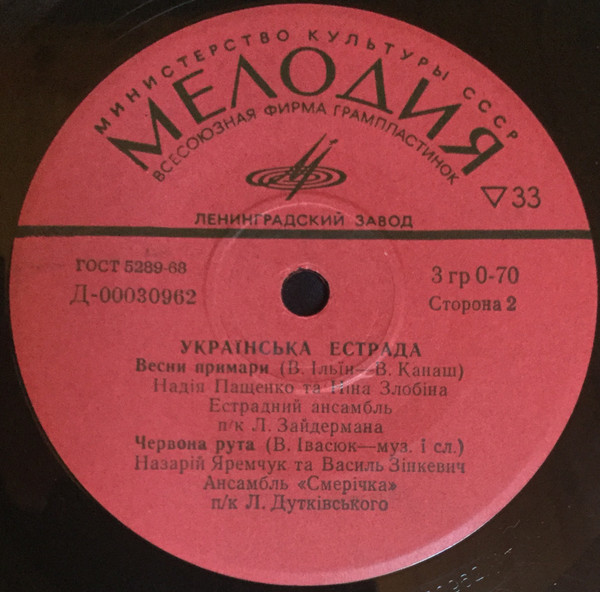 МИНИСТЕРСТВО КУЛЬТУРЫ СССР
МЕЛОДИЯ
ВСЕСОЮЗНАЯ ФИРМА ГРАМПЛАСТИНОК
33
ЛЕНИНГРАДСКИЙ ЗАВОД
ГОСТ 5289-68
Д-00030962
3 гр 0-70
Сторона 2
УКРАЇНСЬКА ЕСТРАДА
Весни примари (В. Ільїн—В. Канаш)
Надія Пащенко та Ніна Злобіна
Естрадний ансамбль
п/к Л. Зайдермана
Червона рута (В. Івасюк—муз. і сл.)
Назарій Яремчук та Василь Зінкевич
Ансамбль «Смерічка»
п/к Л. Дутківського